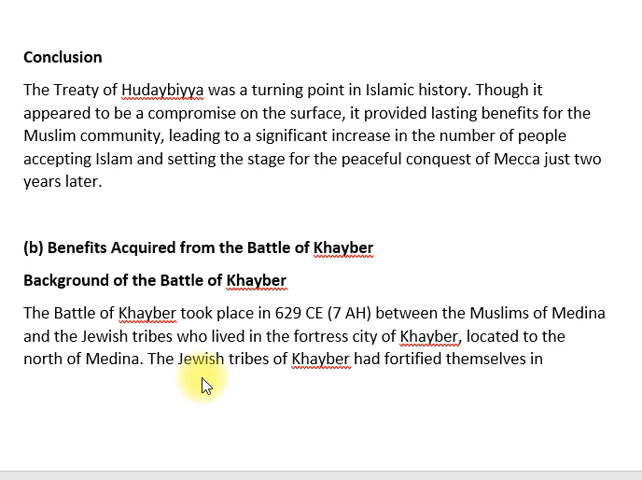 Conclusion
The Treaty of Hudaybiyya was a turning point in Islamic history. Though it
appeared to be a compromise on the surface, it provided lasting benefits for the
Muslim community, leading to a significant increase in the number of people
accepting Islam and setting the stage for the peaceful conquest of Mecca just two
years later.
(b) Benefits Acquired from the Battle of Khayber
Background of the Battle of Khayber
The Battle of Khayber took place in 629 CE (7 AH) between the Muslims of Medina
and the Jewish tribes who lived in the fortress city of Khayber, located to the
north of Medina. The Jewish tribes of Khayber had fortified themselves in